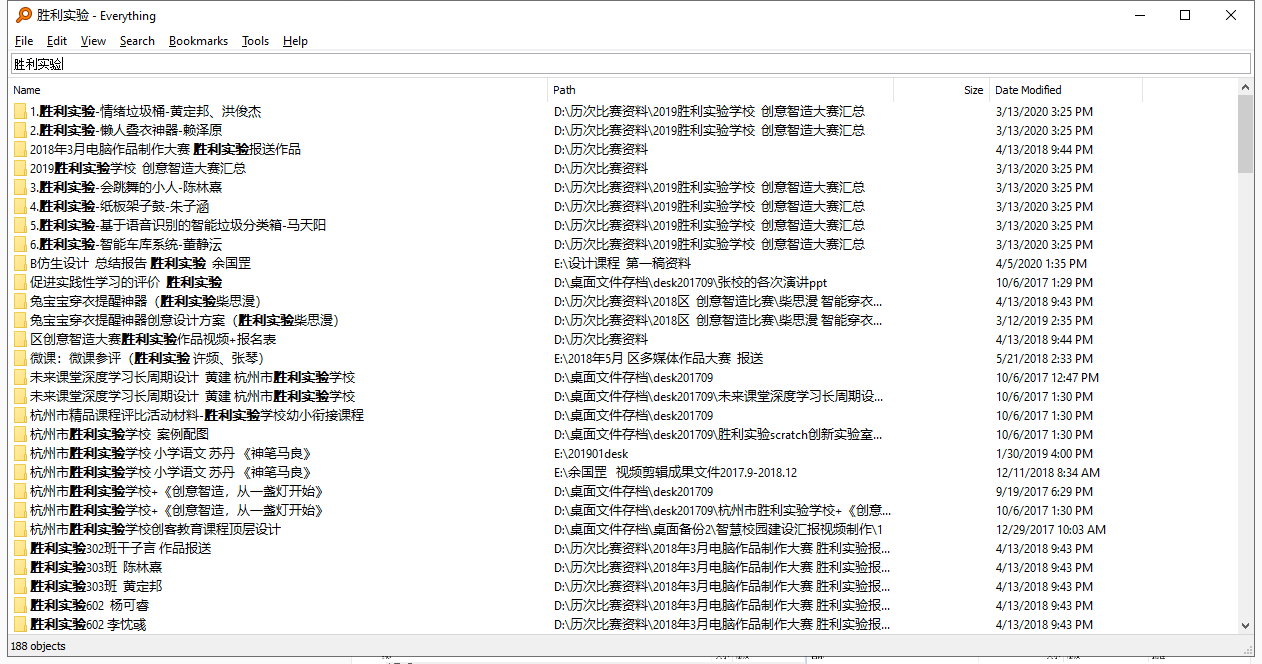 胜利实验 - Everything
File Edit View Search Bookmarks Tools Help
胜利实验
Name Path Size Date Modified
1.胜利实验-情绪垃圾桶-黄定邦、洪俊杰 D:\历次比赛资料\2019胜利实验学校 创意智造大赛汇总 3/13/2020 3:25 PM
2.胜利实验-懒人叠衣神器-赖泽原 D:\历次比赛资料\2019胜利实验学校 创意智造大赛汇总 3/13/2020 3:25 PM
2018年3月电脑作品制作大赛 胜利实验报送作品 D:\历次比赛资料 4/13/2018 9:44 PM
2019胜利实验学校 创意智造大赛汇总 D:\历次比赛资料 3/13/2020 3:25 PM
3.胜利实验-会跳舞的小人-陈林熹 D:\历次比赛资料\2019胜利实验学校 创意智造大赛汇总 3/13/2020 3:25 PM
4.胜利实验-纸板架子鼓-朱子涵 D:\历次比赛资料\2019胜利实验学校 创意智造大赛汇总 3/13/2020 3:25 PM
5.胜利实验-基于语音识别的智能垃圾分类箱-马天阳 D:\历次比赛资料\2019胜利实验学校 创意智造大赛汇总 3/13/2020 3:25 PM
6.胜利实验-智能车库系统-董静沄 D:\历次比赛资料\2019胜利实验学校 创意智造大赛汇总 3/13/2020 3:25 PM
B仿生设计 总结报告 胜利实验 余国罡 E:\设计课程 第一稿资料 4/5/2020 1:35 PM
促进实践性学习的评价 胜利实验 D:\桌面文件存档\desk201709\张校的各次演讲ppt 10/6/2017 1:29 PM
兔宝宝穿衣提醒神器（胜利实验柴思漫） D:\历次比赛资料\2018区 创意智造比赛\柴思漫 智能穿衣... 4/13/2018 9:43 PM
兔宝宝穿衣提醒神器创意设计方案（胜利实验柴思漫） D:\历次比赛资料\2018区 创意智造比赛\柴思漫 智能穿衣... 3/12/2019 2:35 PM
区创意智造大赛胜利实验作品视频+报名表 D:\历次比赛资料 4/13/2018 9:44 PM
微课：微课参评（胜利实验 许频、张琴） E:\2018年5月 区多媒体作品大赛 报送 5/21/2018 2:33 PM
未来课堂深度学习长周期设计 黄建 杭州市胜利实验学校 D:\桌面文件存档\desk201709 10/6/2017 12:47 PM
未来课堂深度学习长周期设计 黄建 杭州市胜利实验学校 D:\桌面文件存档\desk201709\未来课堂深度学习长周期设... 10/6/2017 1:30 PM
杭州市精品课程评比活动材料-胜利实验学校幼小衔接课程 D:\桌面文件存档\desk201709 10/6/2017 1:30 PM
杭州市胜利实验学校 案例配图 D:\桌面文件存档\desk201709\胜利实验scratch创新实验室... 10/6/2017 1:30 PM
杭州市胜利实验学校 小学语文 苏丹 《神笔马良》 E:\201901desk 1/30/2019 4:00 PM
杭州市胜利实验学校 小学语文 苏丹 《神笔马良》 E:\余国罡 视频剪辑成果文件2017.9-2018.12 12/11/2018 8:34 AM
杭州市胜利实验学校+《创意智造，从一盏灯开始》 D:\桌面文件存档\desk201709 9/19/2017 6:29 PM
杭州市胜利实验学校+《创意智造，从一盏灯开始》 D:\桌面文件存档\desk201709\杭州市胜利实验学校+《创意... 10/6/2017 1:30 PM
杭州市胜利实验学校创客教育课程顶层设计 D:\桌面文件存档\桌面备份2\智慧校园建设汇报视频制作\1 12/29/2017 10:03 AM
胜利实验302班干子言 作品报送 D:\历次比赛资料\2018年3月电脑作品制作大赛 胜利实验报... 4/13/2018 9:43 PM
胜利实验303班 陈林熹 D:\历次比赛资料\2018年3月电脑作品制作大赛 胜利实验报... 4/13/2018 9:43 PM
胜利实验303班 黄定邦 D:\历次比赛资料\2018年3月电脑作品制作大赛 胜利实验报... 4/13/2018 9:43 PM
胜利实验602 杨可睿 D:\历次比赛资料\2018年3月电脑作品制作大赛 胜利实验报... 4/13/2018 9:43 PM
胜利实验602 李忱彧 D:\历次比赛资料\2018年3月电脑作品制作大赛 胜利实验报... 4/13/2018 9:43 PM
188 objects